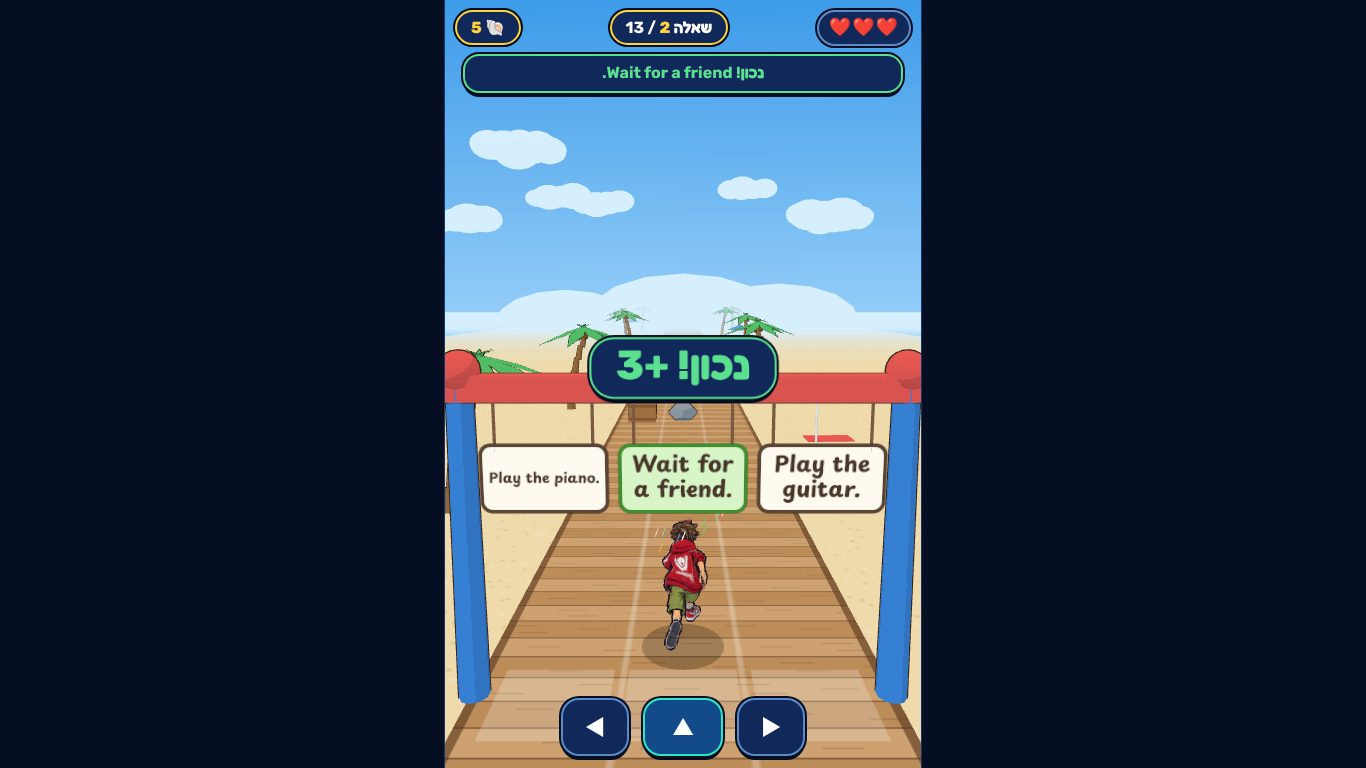 5
שאלה 2 / 13
נכון! Wait for a friend.
נכון! +3
Play the piano.
Wait for
a friend.
Play the
guitar.